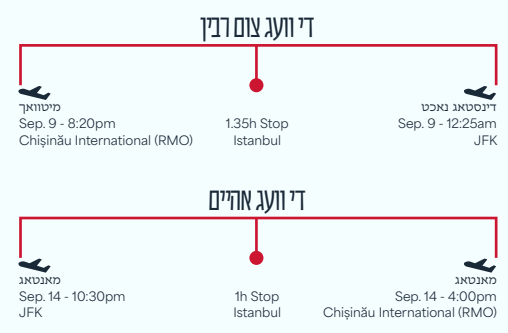 די וועג צום רבי'ן
דינסטאג נאכט
Sep. 9 - 12:25am
JFK
1.35h Stop
Istanbul
מיטוואך
Sep. 9 - 8:20pm
Chișinău International (RMO)
די וועג אהיים
מאנטאג
Sep. 14 - 4:00pm
Chișinău International (RMO)
1h Stop
Istanbul
מאנטאג
Sep. 14 - 10:30pm
JFK